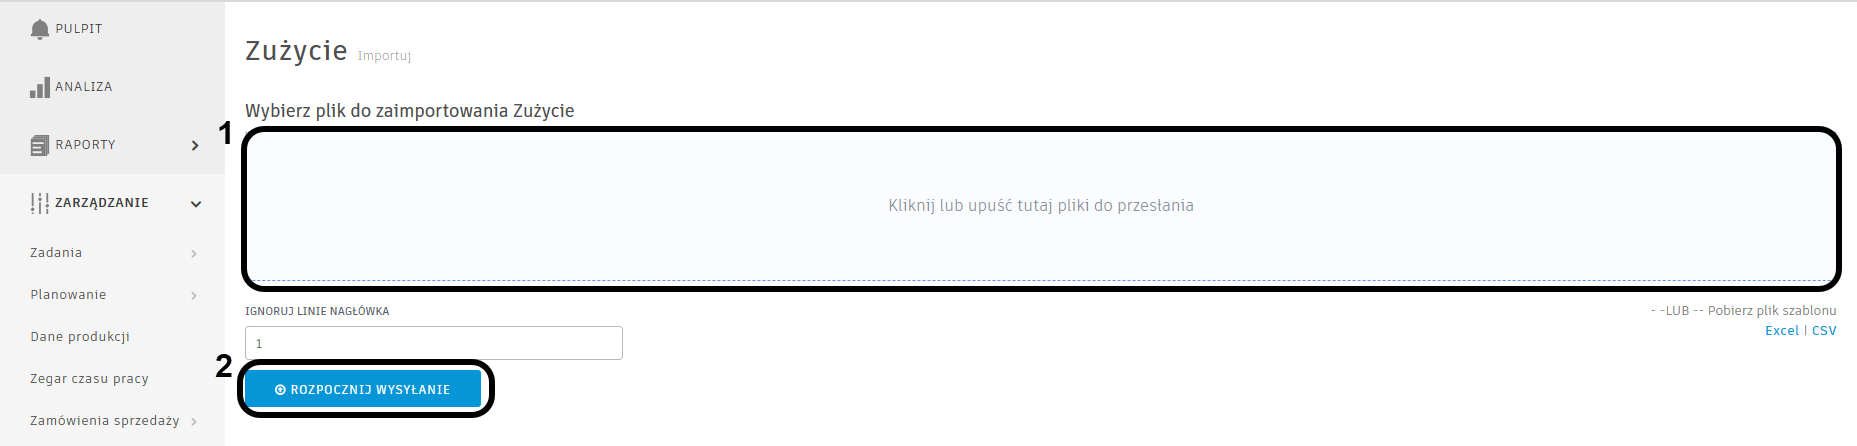 PULPIT
ANALIZA
RAPORTY
ZARZĄDZANIE
Zadania
Planowanie
Dane produkcji
Zegar czasu pracy
Zamówienia sprzedaży
Zużycie Importuj
Wybierz plik do zaimportowania Zużycie
1
Kliknij lub upuść tutaj pliki do przesłania
IGNORUJ LINIE NAGŁÓWKA
1
- -LUB -- Pobierz plik szablonu
Excel | CSV
2
ROZPOCZNIJ WYSYŁANIE